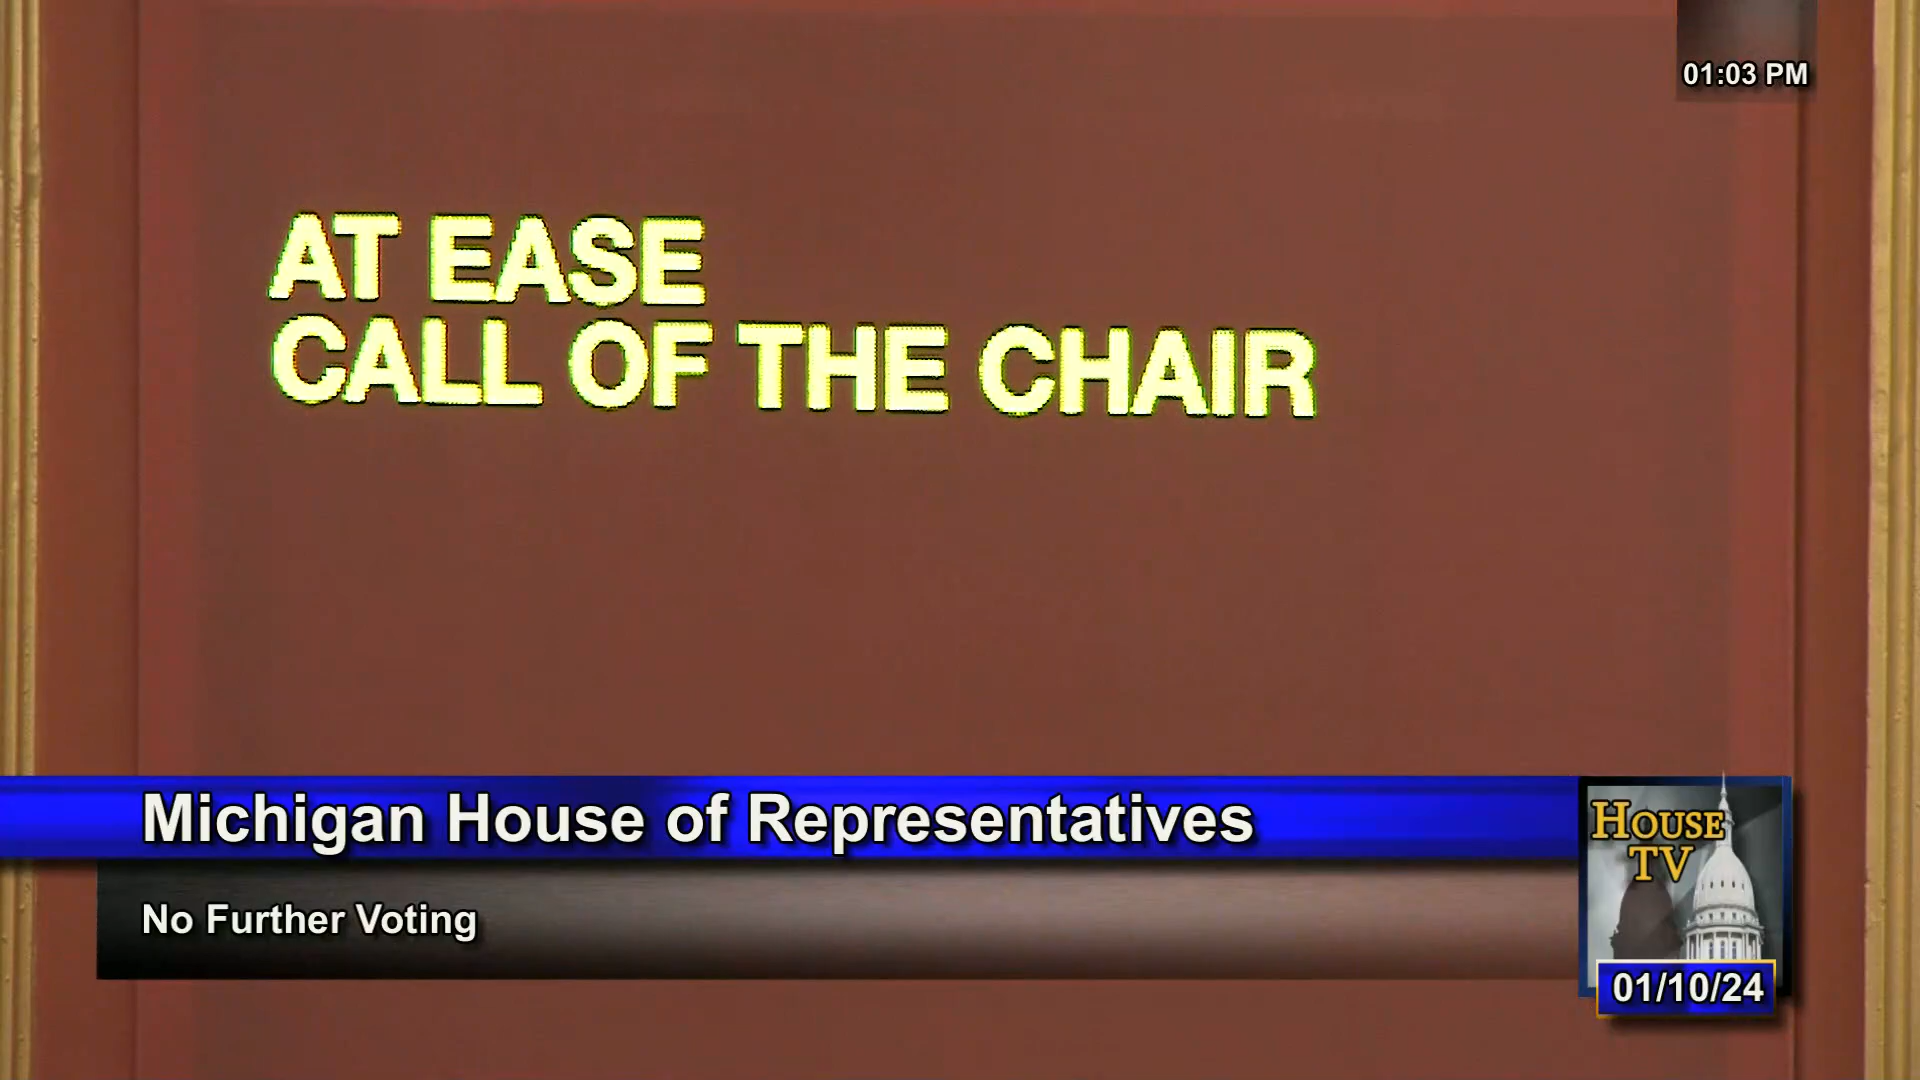 01:03 PM
AT EASE
CALL OF THE CHAIR
Michigan House of Representatives
No Further Voting
HOUSE
TV
01/10/24